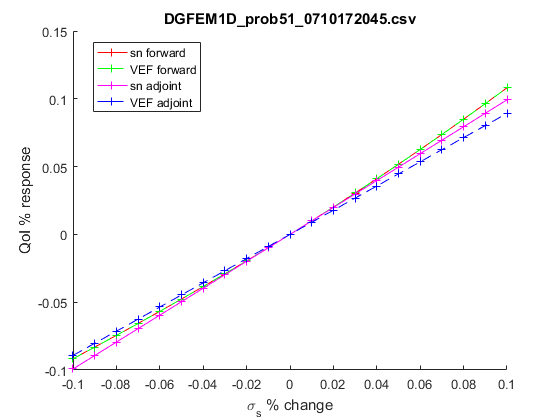 DGFEM1D_prob51_0710172045.csv
0.15
0.1
0.05
0
-0.05
-0.1
QoI % response
sn forward
VEF forward
sn adjoint
VEF adjoint
-0.1 -0.08 -0.06 -0.04 -0.02 0 0.02 0.04 0.06 0.08 0.1
σs % change